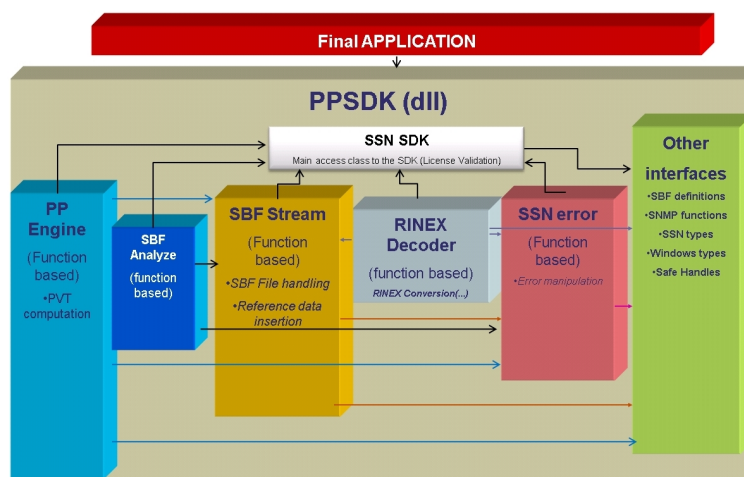 Final APPLICATION
PPSDK (dll)
SSN SDK
Main access class to the SDK (License Validation)
PP
Engine
(Function
based)
•PVT
computation
SBF
Analyze
(function
based)
SBF Stream
(Function
based)
•SBF File handling
•Reference data
insertion
RINEX
Decoder
(function based)
RINEX Conversion(...)
SSN error
(Function
based)
•Error manipulation
Other
interfaces
•SBF definitions
•SNMP functions
•SSN types
•Windows types
•Safe Handles